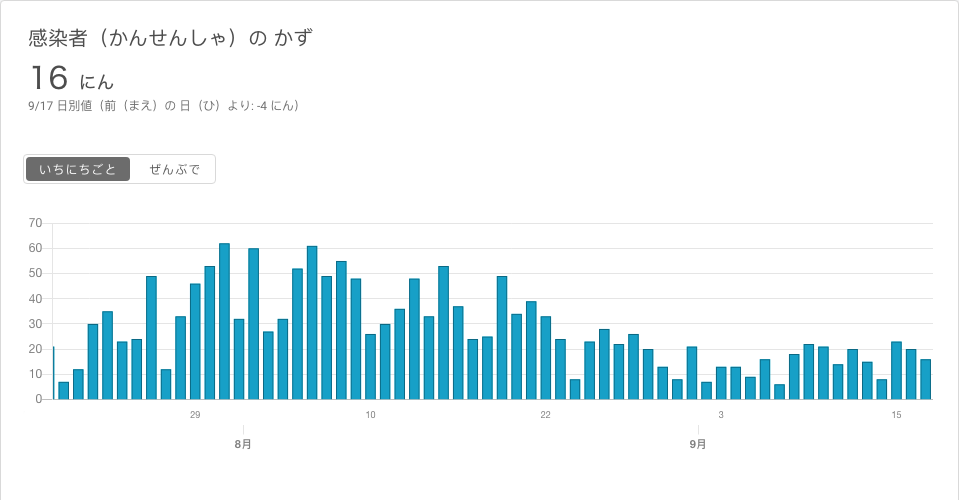 感染者（かんせんしゃ）の かず
16 にん
9/17 日別値（前（まえ）の 日（ひ）より: -4 にん）
いちにちごと ぜんぶで
70
60
50
40
30
20
10
0
29 10 22 3 15
8月 9月